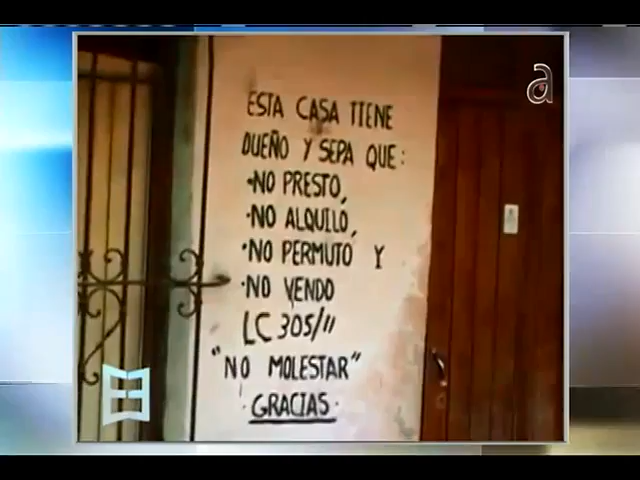 a
ESTA CASA TIENE
DUEÑO Y SEPA QUE:
·NO PRESTO,
·NO ALQUILO,
·NO PERMUTO Y
·NO VENDO
LC 305/11
"NO MOLESTAR"
·GRACIAS·